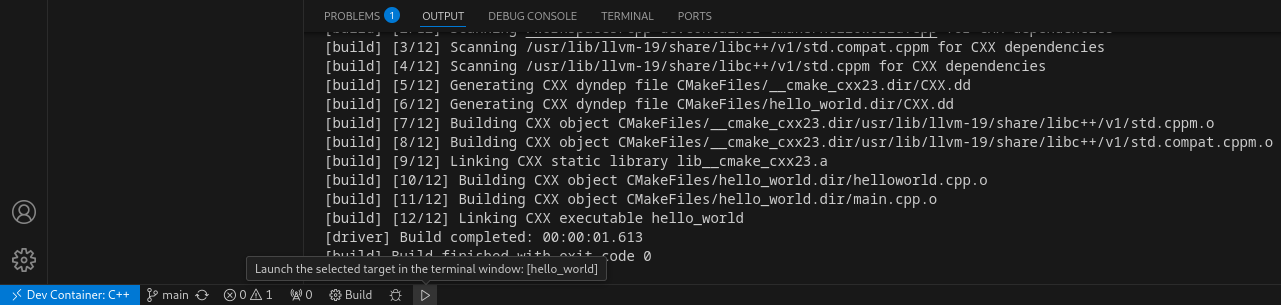 PROBLEMS 1 OUTPUT DEBUG CONSOLE TERMINAL PORTS
[build] [3/12] Scanning /usr/lib/llvm-19/share/libc++/v1/std.compat.cppm for CXX dependencies
[build] [4/12] Scanning /usr/lib/llvm-19/share/libc++/v1/std.cppm for CXX dependencies
[build] [5/12] Generating CXX dyndep file CMakeFiles/__cmake_cxx23.dir/CXX.dd
[build] [6/12] Generating CXX dyndep file CMakeFiles/hello_world.dir/CXX.dd
[build] [7/12] Building CXX object CMakeFiles/__cmake_cxx23.dir/usr/lib/llvm-19/share/libc++/v1/std.cppm.o
[build] [8/12] Building CXX object CMakeFiles/__cmake_cxx23.dir/usr/lib/llvm-19/share/libc++/v1/std.compat.cppm.o
[build] [9/12] Linking CXX static library lib__cmake_cxx23.a
[build] [10/12] Building CXX object CMakeFiles/hello_world.dir/helloworld.cpp.o
[build] [11/12] Building CXX object CMakeFiles/hello_world.dir/main.cpp.o
[build] [12/12] Linking CXX executable hello_world
[driver] Build completed: 00:00:01.613
[build] Build finished with exit code 0
Launch the selected target in the terminal window: [hello_world]
Dev Container: C++ main 0 1 0 Build